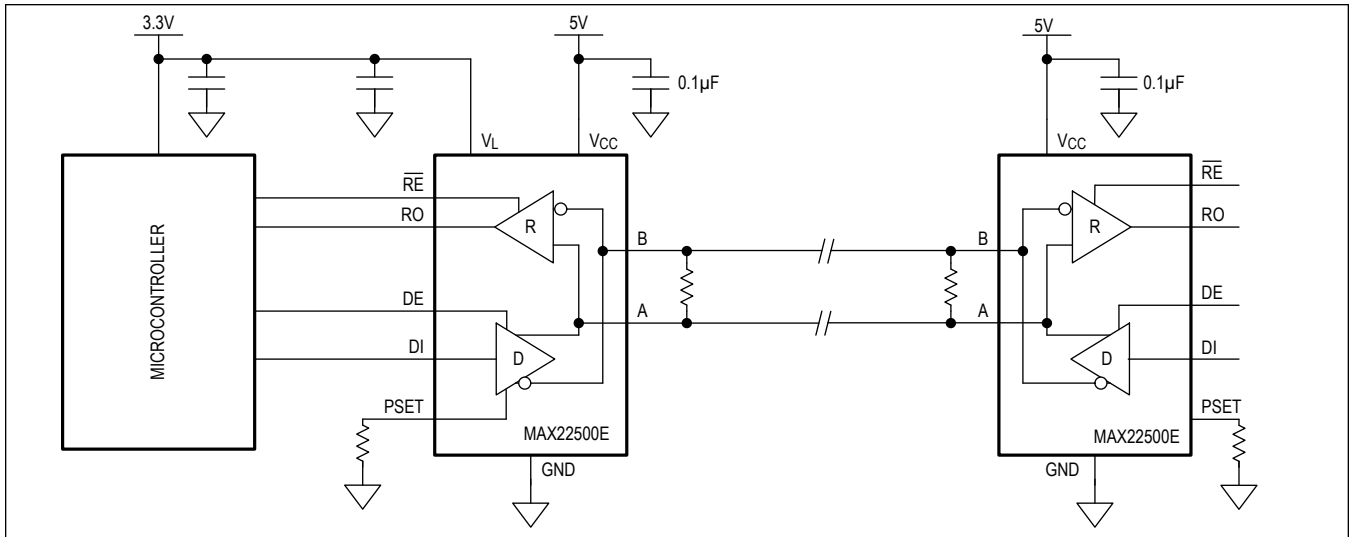 3.3V
5V
5V
0.1µF
0.1µF
VL
VCC
VCC
MICROCONTROLLER
RE
RO
DE
DI
PSET
R
D
B
A
MAX22500E
GND
B
A
R
D
RE
RO
DE
DI
PSET
MAX22500E
GND